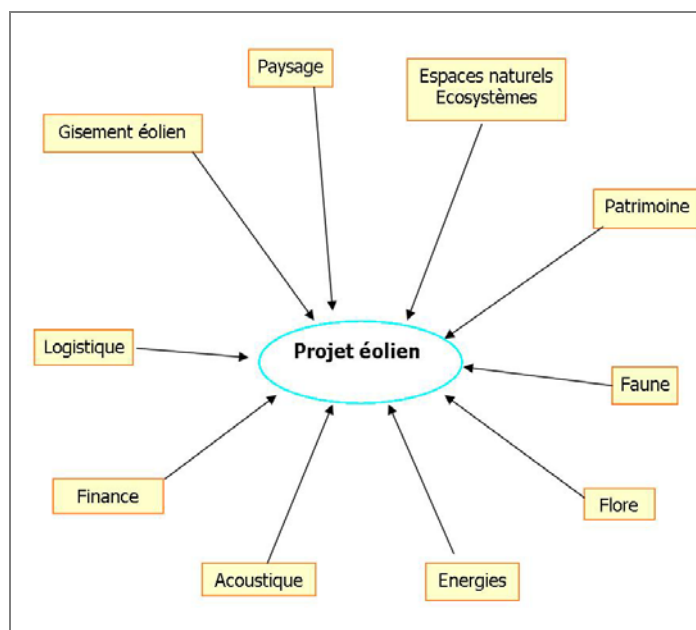 Paysage
Espaces naturels
Ecosystèmes
Gisement éolien
Patrimoine
Logistique
Projet éolien
Faune
Finance
Flore
Acoustique
Energies